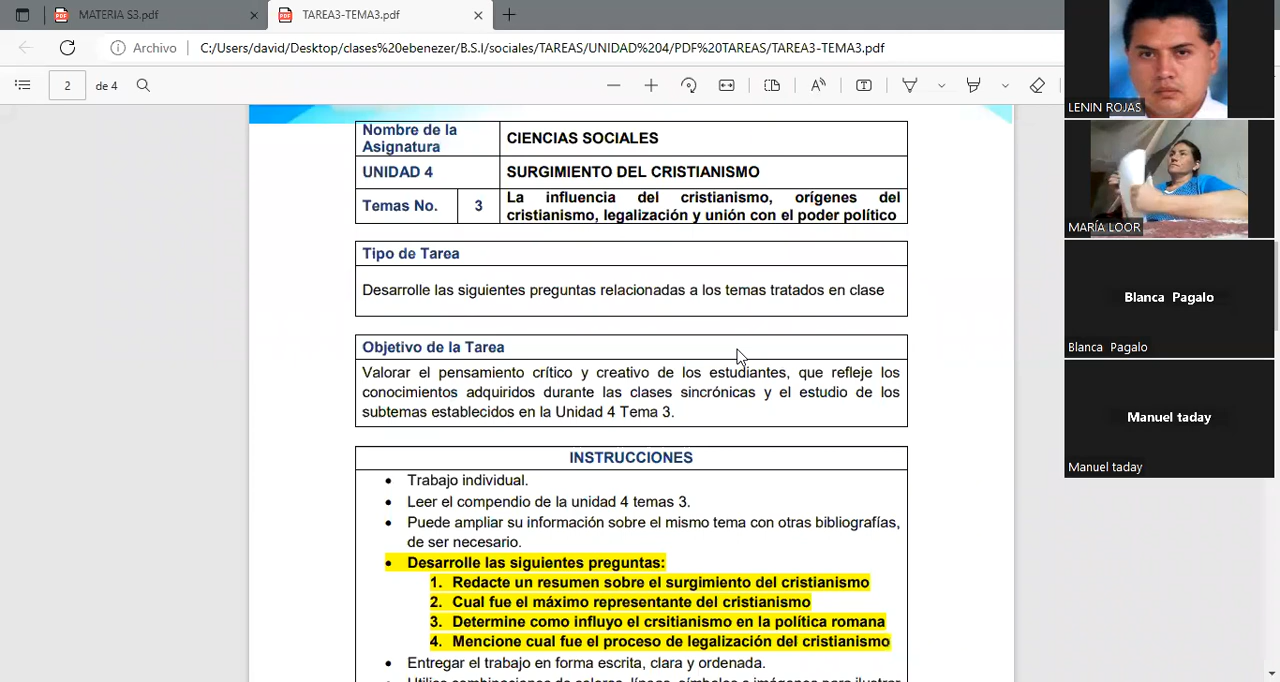 MATERIA S3.pdf
TAREA3-TEMA3.pdf
Archivo
C:/Users/david/Desktop/clases%20ebenezer/B.S.I/sociales/TAREAS/UNIDAD%204/PDF%20TAREAS/TAREA3-TEMA3.pdf
2
de 4
Nombre de la
Asignatura
CIENCIAS SOCIALES
UNIDAD 4
SURGIMIENTO DEL CRISTIANISMO
Temas No.
3
La influencia del cristianismo, orígenes del
cristianismo, legalización y unión con el poder político
Tipo de Tarea
Desarrolle las siguientes preguntas relacionadas a los temas tratados en clase
Objetivo de la Tarea
Valorar el pensamiento crítico y creativo de los estudiantes, que refleje los
conocimientos adquiridos durante las clases sincrónicas y el estudio de los
subtemas establecidos en la Unidad 4 Tema 3.
INSTRUCCIONES
• Trabajo individual.
• Leer el compendio de la unidad 4 temas 3.
• Puede ampliar su información sobre el mismo tema con otras bibliografías,
de ser necesario.
• Desarrolle las siguientes preguntas:
1. Redacte un resumen sobre el surgimiento del cristianismo
2. Cual fue el máximo representante del cristianismo
3. Determine como influyo el crsitianismo en la política romana
4. Mencione cual fue el proceso de legalización del cristianismo
• Entregar el trabajo en forma escrita, clara y ordenada.
LENIN ROJAS
MARÍA LOOR
Blanca Pagalo
Blanca Pagalo
Manuel taday
Manuel taday